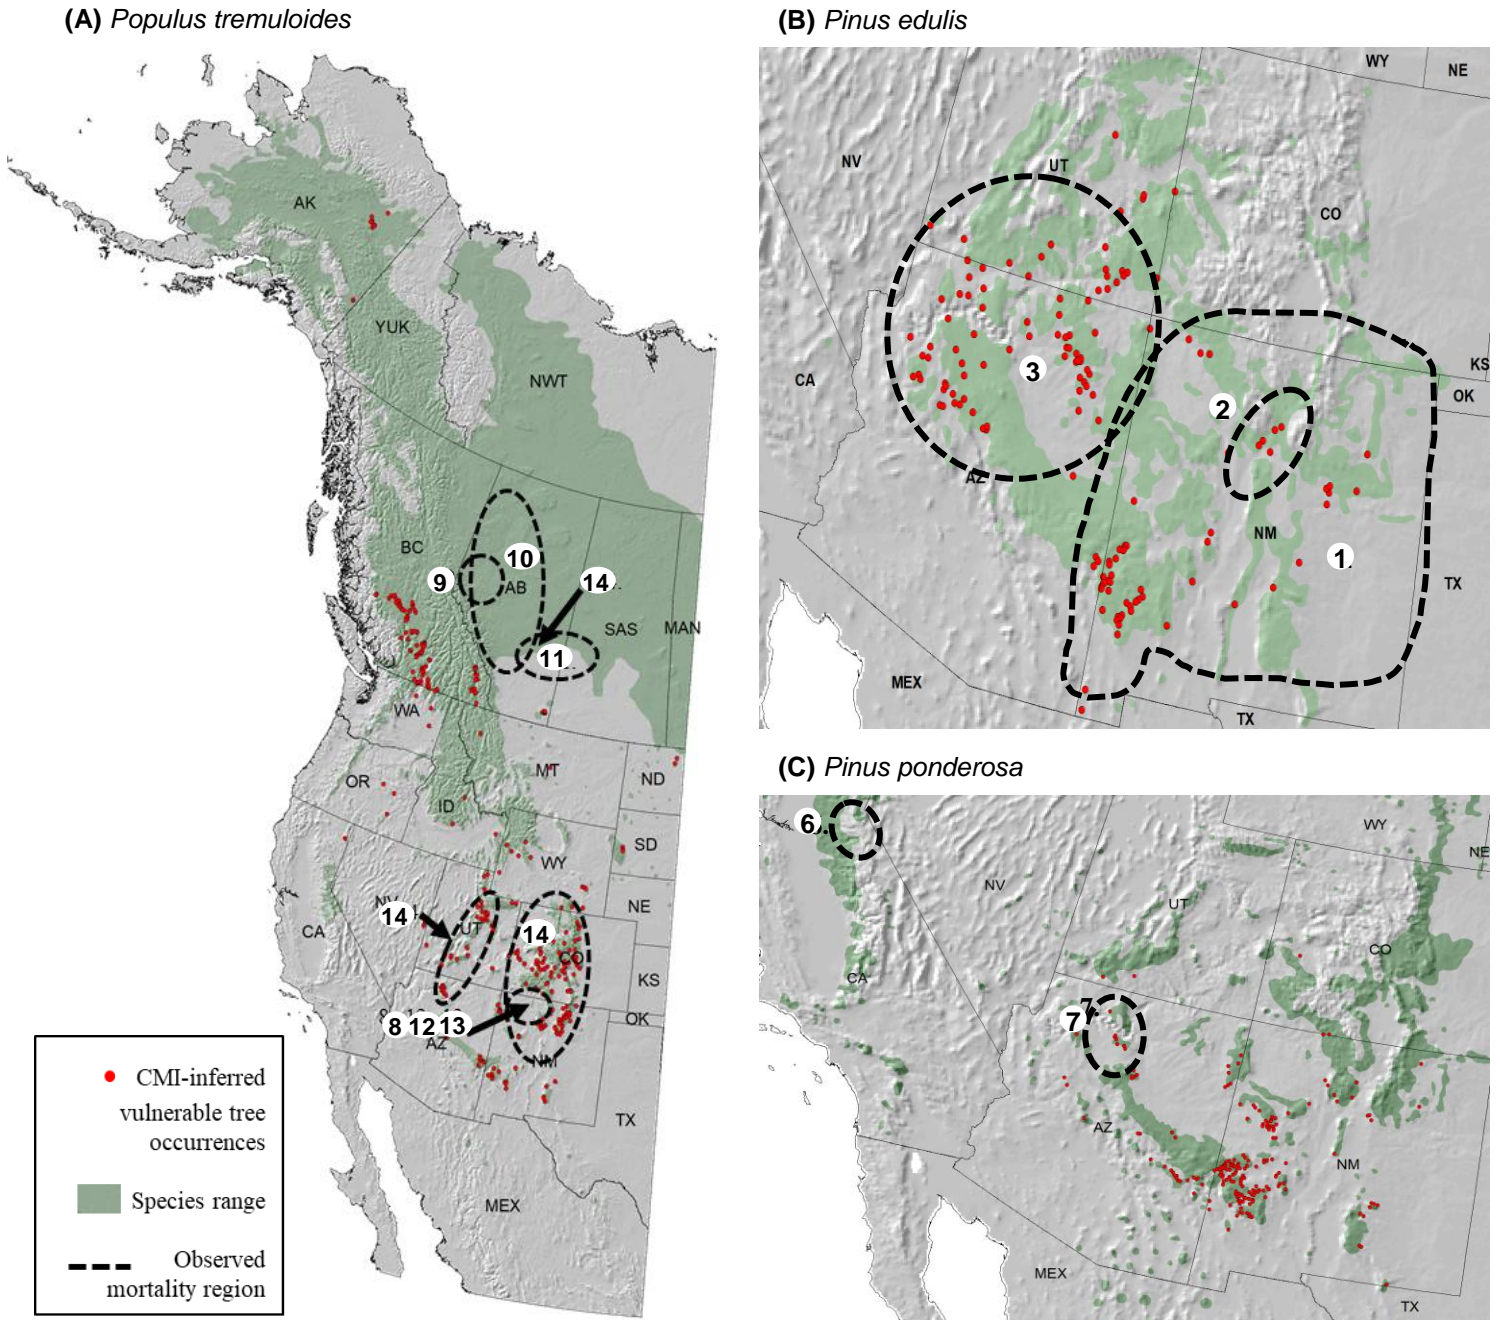 (A) Populus tremuloides
AK
YUK
NWT
BC
9
10
AB
14
SAS
MAN
11
WA
MT
ND
OR
ID
SD
WY
NE
14
UT
14
CO
CA
KS
8 12 13
OK
AZ
NM
TX
MEX
CMI-inferred
vulnerable tree
occurrences
Species range
Observed
mortality region
(B) Pinus edulis
WY
NE
NV
UT
CO
3
CA
KS
OK
2
AZ
NM
1.
TX
MEX
TX
(C) Pinus ponderosa
6.
WY
NE
NV
UT
CO
CA
7
7
AZ
NM
MEX
TX